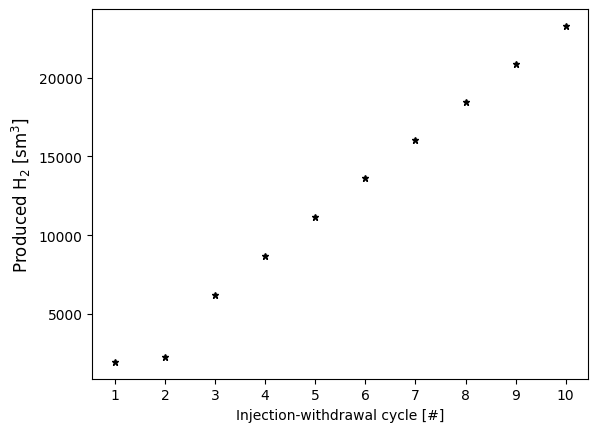 Produced H₂ [sm³]
20000
15000
10000
5000
1 2 3 4 5 6 7 8 9 10
Injection-withdrawal cycle [#]